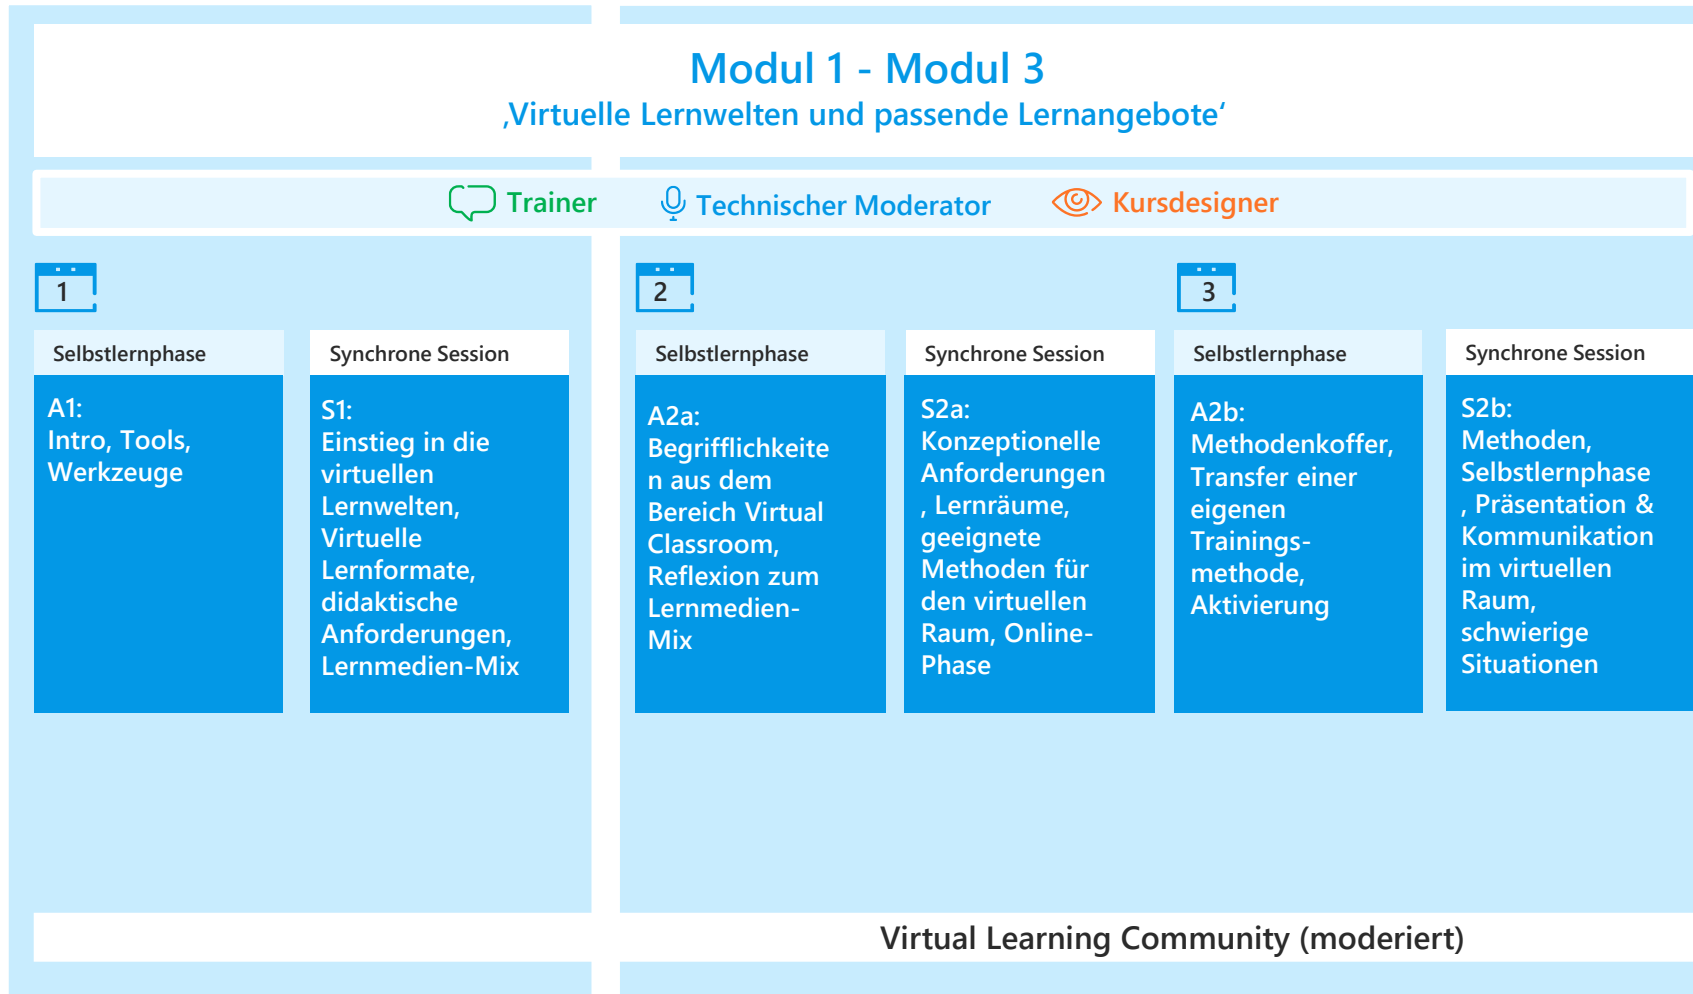 Modul 1 - Modul 3
‚Virtuelle Lernwelten und passende Lernangebote‘
Trainer
Technischer Moderator
Kursdesigner
1
Selbstlernphase
A1:
Intro, Tools,
Werkzeuge
Synchrone Session
S1:
Einstieg in die
virtuellen
Lernwelten,
Virtuelle
Lernformate,
didaktische
Anforderungen,
Lernmedien-Mix
2
Selbstlernphase
A2a:
Begrifflichkeite
n aus dem
Bereich Virtual
Classroom,
Reflexion zum
Lernmedien-
Mix
Synchrone Session
S2a:
Konzeptionelle
Anforderungen
, Lernräume,
geeignete
Methoden für
den virtuellen
Raum, Online-
Phase
3
Selbstlernphase
A2b:
Methodenkoffer,
Transfer einer
eigenen
Trainings-
methode,
Aktivierung
Synchrone Session
S2b:
Methoden,
Selbstlernphase
, Präsentation &
Kommunikation
im virtuellen
Raum,
schwierige
Situationen
Virtual Learning Community (moderiert)